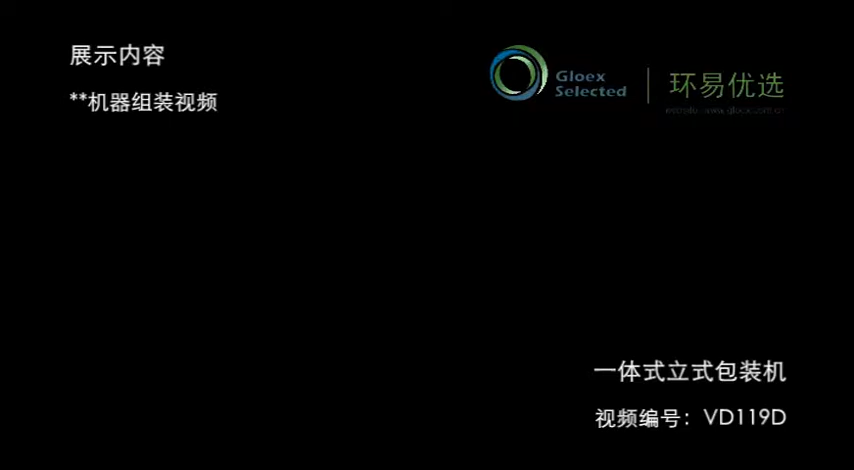 展示内容
**机器组装视频
Gloex
Selected
环易优选
一体式立式包装机
视频编号：VD119D